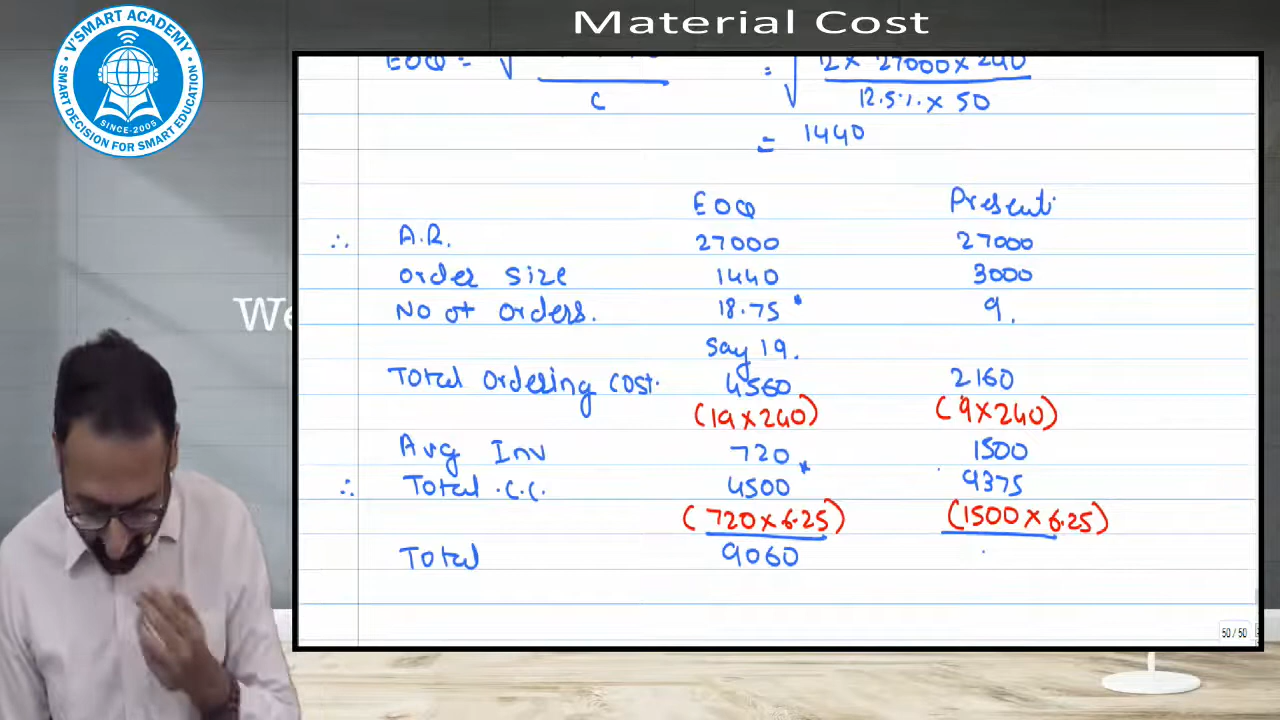 Material Cost
V'SMART ACADEMY
SINCE-2005
SMART DECISION FOR SMART EDUCATION
We
EOQ = √ = √ 2 x 27000 x 240
C 12.5% x 50
= 1440
EOQ Present
∴ A.R. 27000 27000
Order size 1440 3000
No of orders. 18.75 9.
Say 19.
Total Ordering cost. 4560 2160
(19 x 240) (9 x 240)
Avg Inv 720 1500
∴ Total .C.C. 4500 9375
(720 x 6.25) (1500 x 6.25)
Total 9060
50 / 50